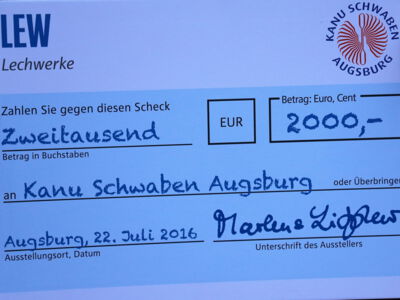 LEW
Lechwerke
KANU SCHWABEN
AUGSBURG
Zahlen Sie gegen diesen Scheck
Betrag: Euro, Cent
Zweitausend
EUR
2000,-
Betrag in Buchstaben
an Kanu Schwaben Augsburg oder Überbringer
Augsburg, 22. Juli 2016
Ausstellungsort, Datum
Unterschrift des Ausstellers